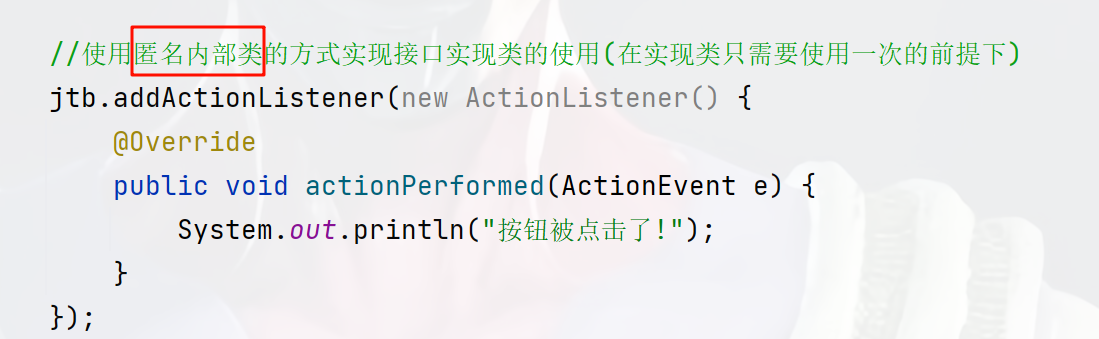 //使用匿名内部类的方式实现接口实现类的使用(在实现类只需要使用一次的前提下)
jtb.addActionListener(new ActionListener() {
    @Override
    public void actionPerformed(ActionEvent e) {
        System.out.println("按钮被点击了!");
    }
});